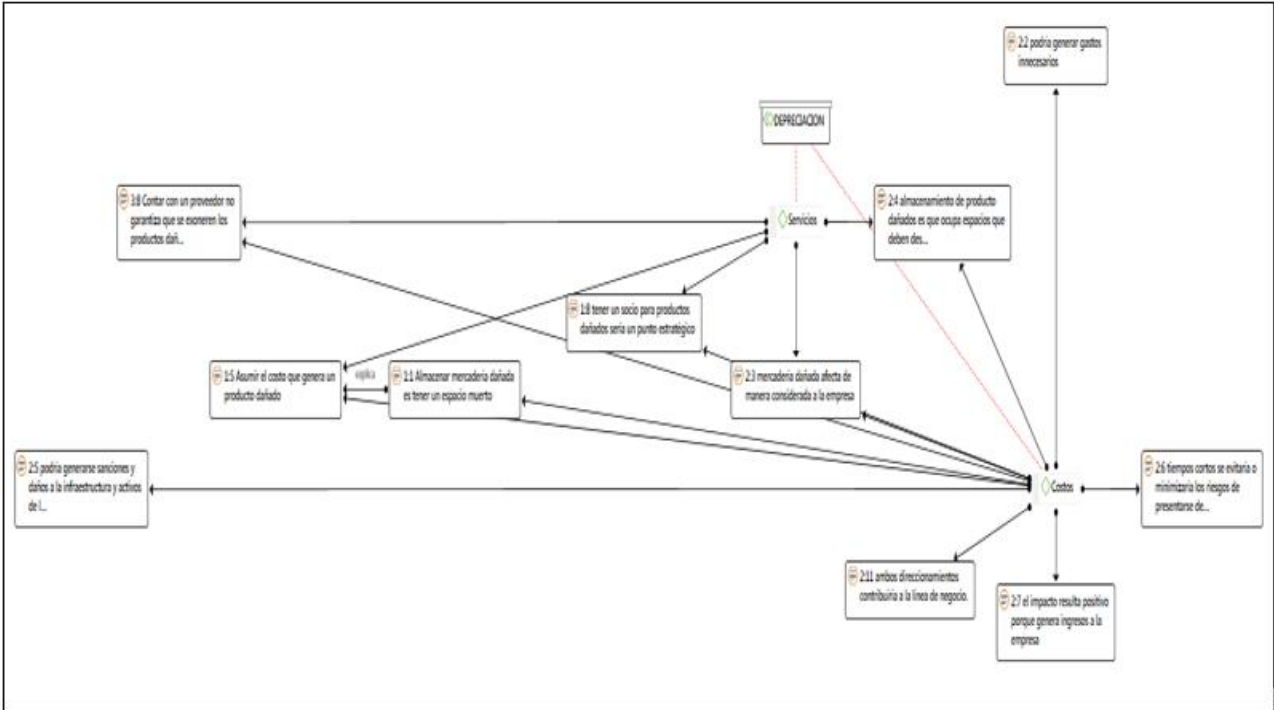 2:2 podría generar gastos
innecesarios
DEPRECIACION
3:8 Contar con un proveedor no
garantiza que se exoneren los
productos dañ...
Servicios
2:4 almacenamiento de producto
dañados es que ocupa espacios que
deben des...
1:8 tener un socio para productos
dañados sería un punto estratégico
1:5 Asumir el costo que genera un
producto dañado
explica
1:1 Almacenar mercadería dañada
es tener un espacio muerto
2:3 mercadería dañada afecta de
manera considerada a la empresa
2:5 podría generarse sanciones y
daños a la infraestructura y activos
de l...
Costos
2:6 tiempos cortos se evitaría o
minimizaría los riesgos de
presentarse de...
2:11 ambos direccionamientos
contribuiría a la línea de negocio.
2:7 el impacto resulta positivo
porque genera ingresos a la
empresa